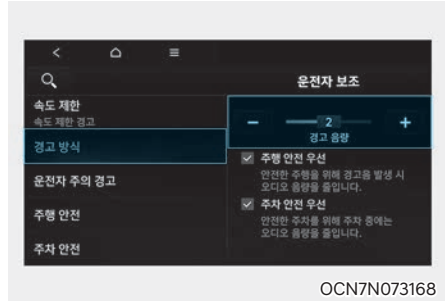 운전자 보조
속도 제한
속도 제한 경고
경고 방식
운전자 주의 경고
주행 안전
주차 안전
− 2 +
경고 음량
주행 안전 우선
안전한 주행을 위해 경고음 발생 시
오디오 음량을 줄입니다.
주차 안전 우선
안전한 주차를 위해 주차 중에는
오디오 음량을 줄입니다.
OCN7N073168